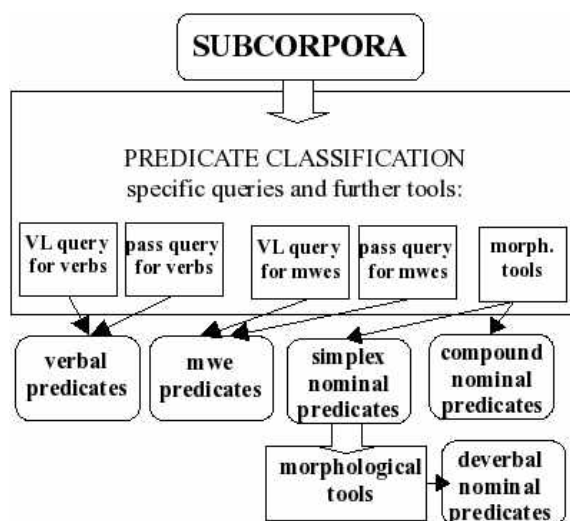 SUBCORPORA
PREDICATE CLASSIFICATION
specific queries and further tools:
VL query
for verbs
pass query
for verbs
VL query
for mwes
pass query
for mwes
morph.
tools
verbal
predicates
mwe
predicates
simplex
nominal
predicates
compound
nominal
predicates
morphological
tools
deverbal
nominal
predicates